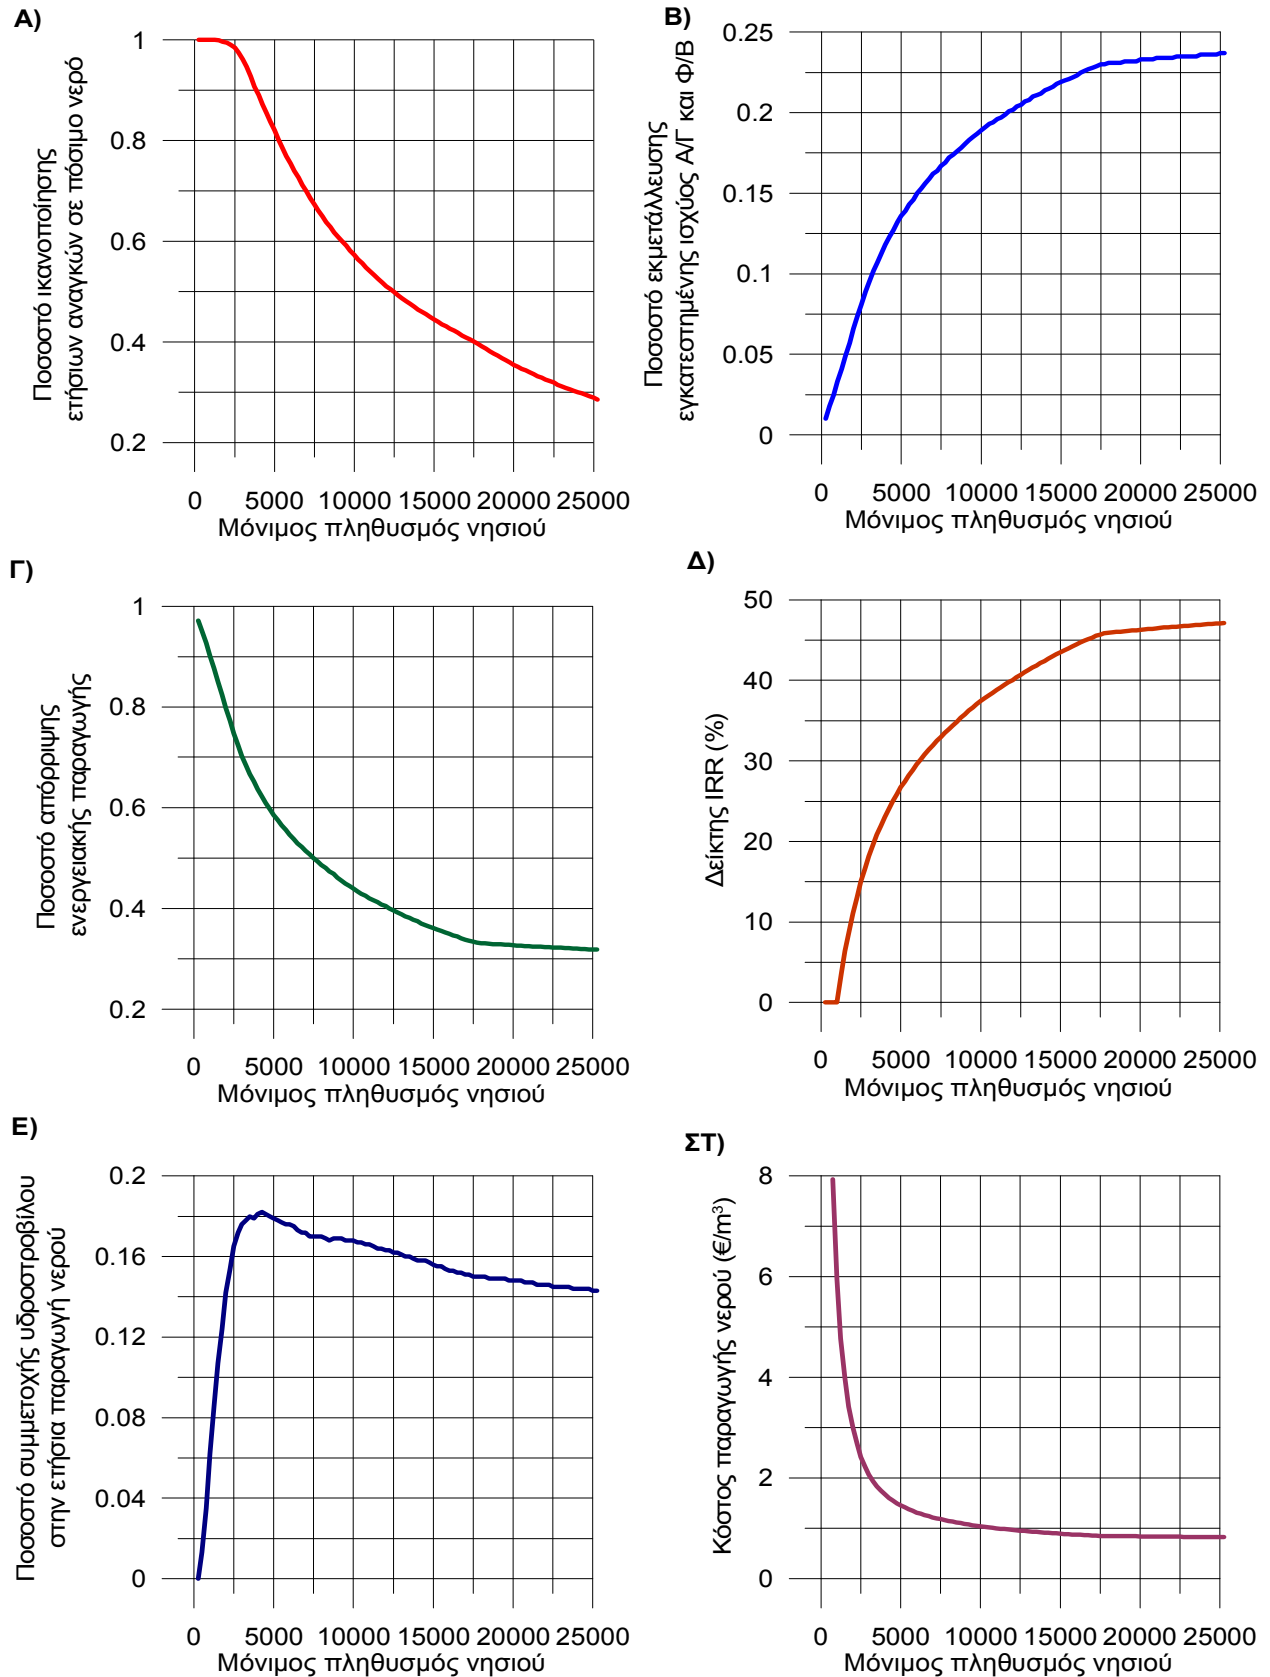 Α)
Ποσοστό ικανοποίησης
ετήσιων αναγκών σε πόσιμο νερό
1
0.8
0.6
0.4
0.2
0 5000 10000 15000 20000 25000
Μόνιμος πληθυσμός νησιού
Β)
Ποσοστό εκμετάλλευσης
εγκατεστημένης ισχύος Α/Γ και Φ/Β
0.25
0.2
0.15
0.1
0.05
0
0 5000 10000 15000 20000 25000
Μόνιμος πληθυσμός νησιού
Γ)
Ποσοστό απόρριψης
ενεργειακής παραγωγής
1
0.8
0.6
0.4
0.2
0 5000 10000 15000 20000 25000
Μόνιμος πληθυσμός νησιού
Δ)
Δείκτης IRR (%)
50
40
30
20
10
0
0 5000 10000 15000 20000 25000
Μόνιμος πληθυσμός νησιού
Ε)
Ποσοστό συμμετοχής υδροστροβίλου
στην ετήσια παραγωγή νερού
0.2
0.16
0.12
0.08
0.04
0
0 5000 10000 15000 20000 25000
Μόνιμος πληθυσμός νησιού
ΣΤ)
Κόστος παραγωγής νερού (€/m³)
8
6
4
2
0
0 5000 10000 15000 20000 25000
Μόνιμος πληθυσμός νησιού